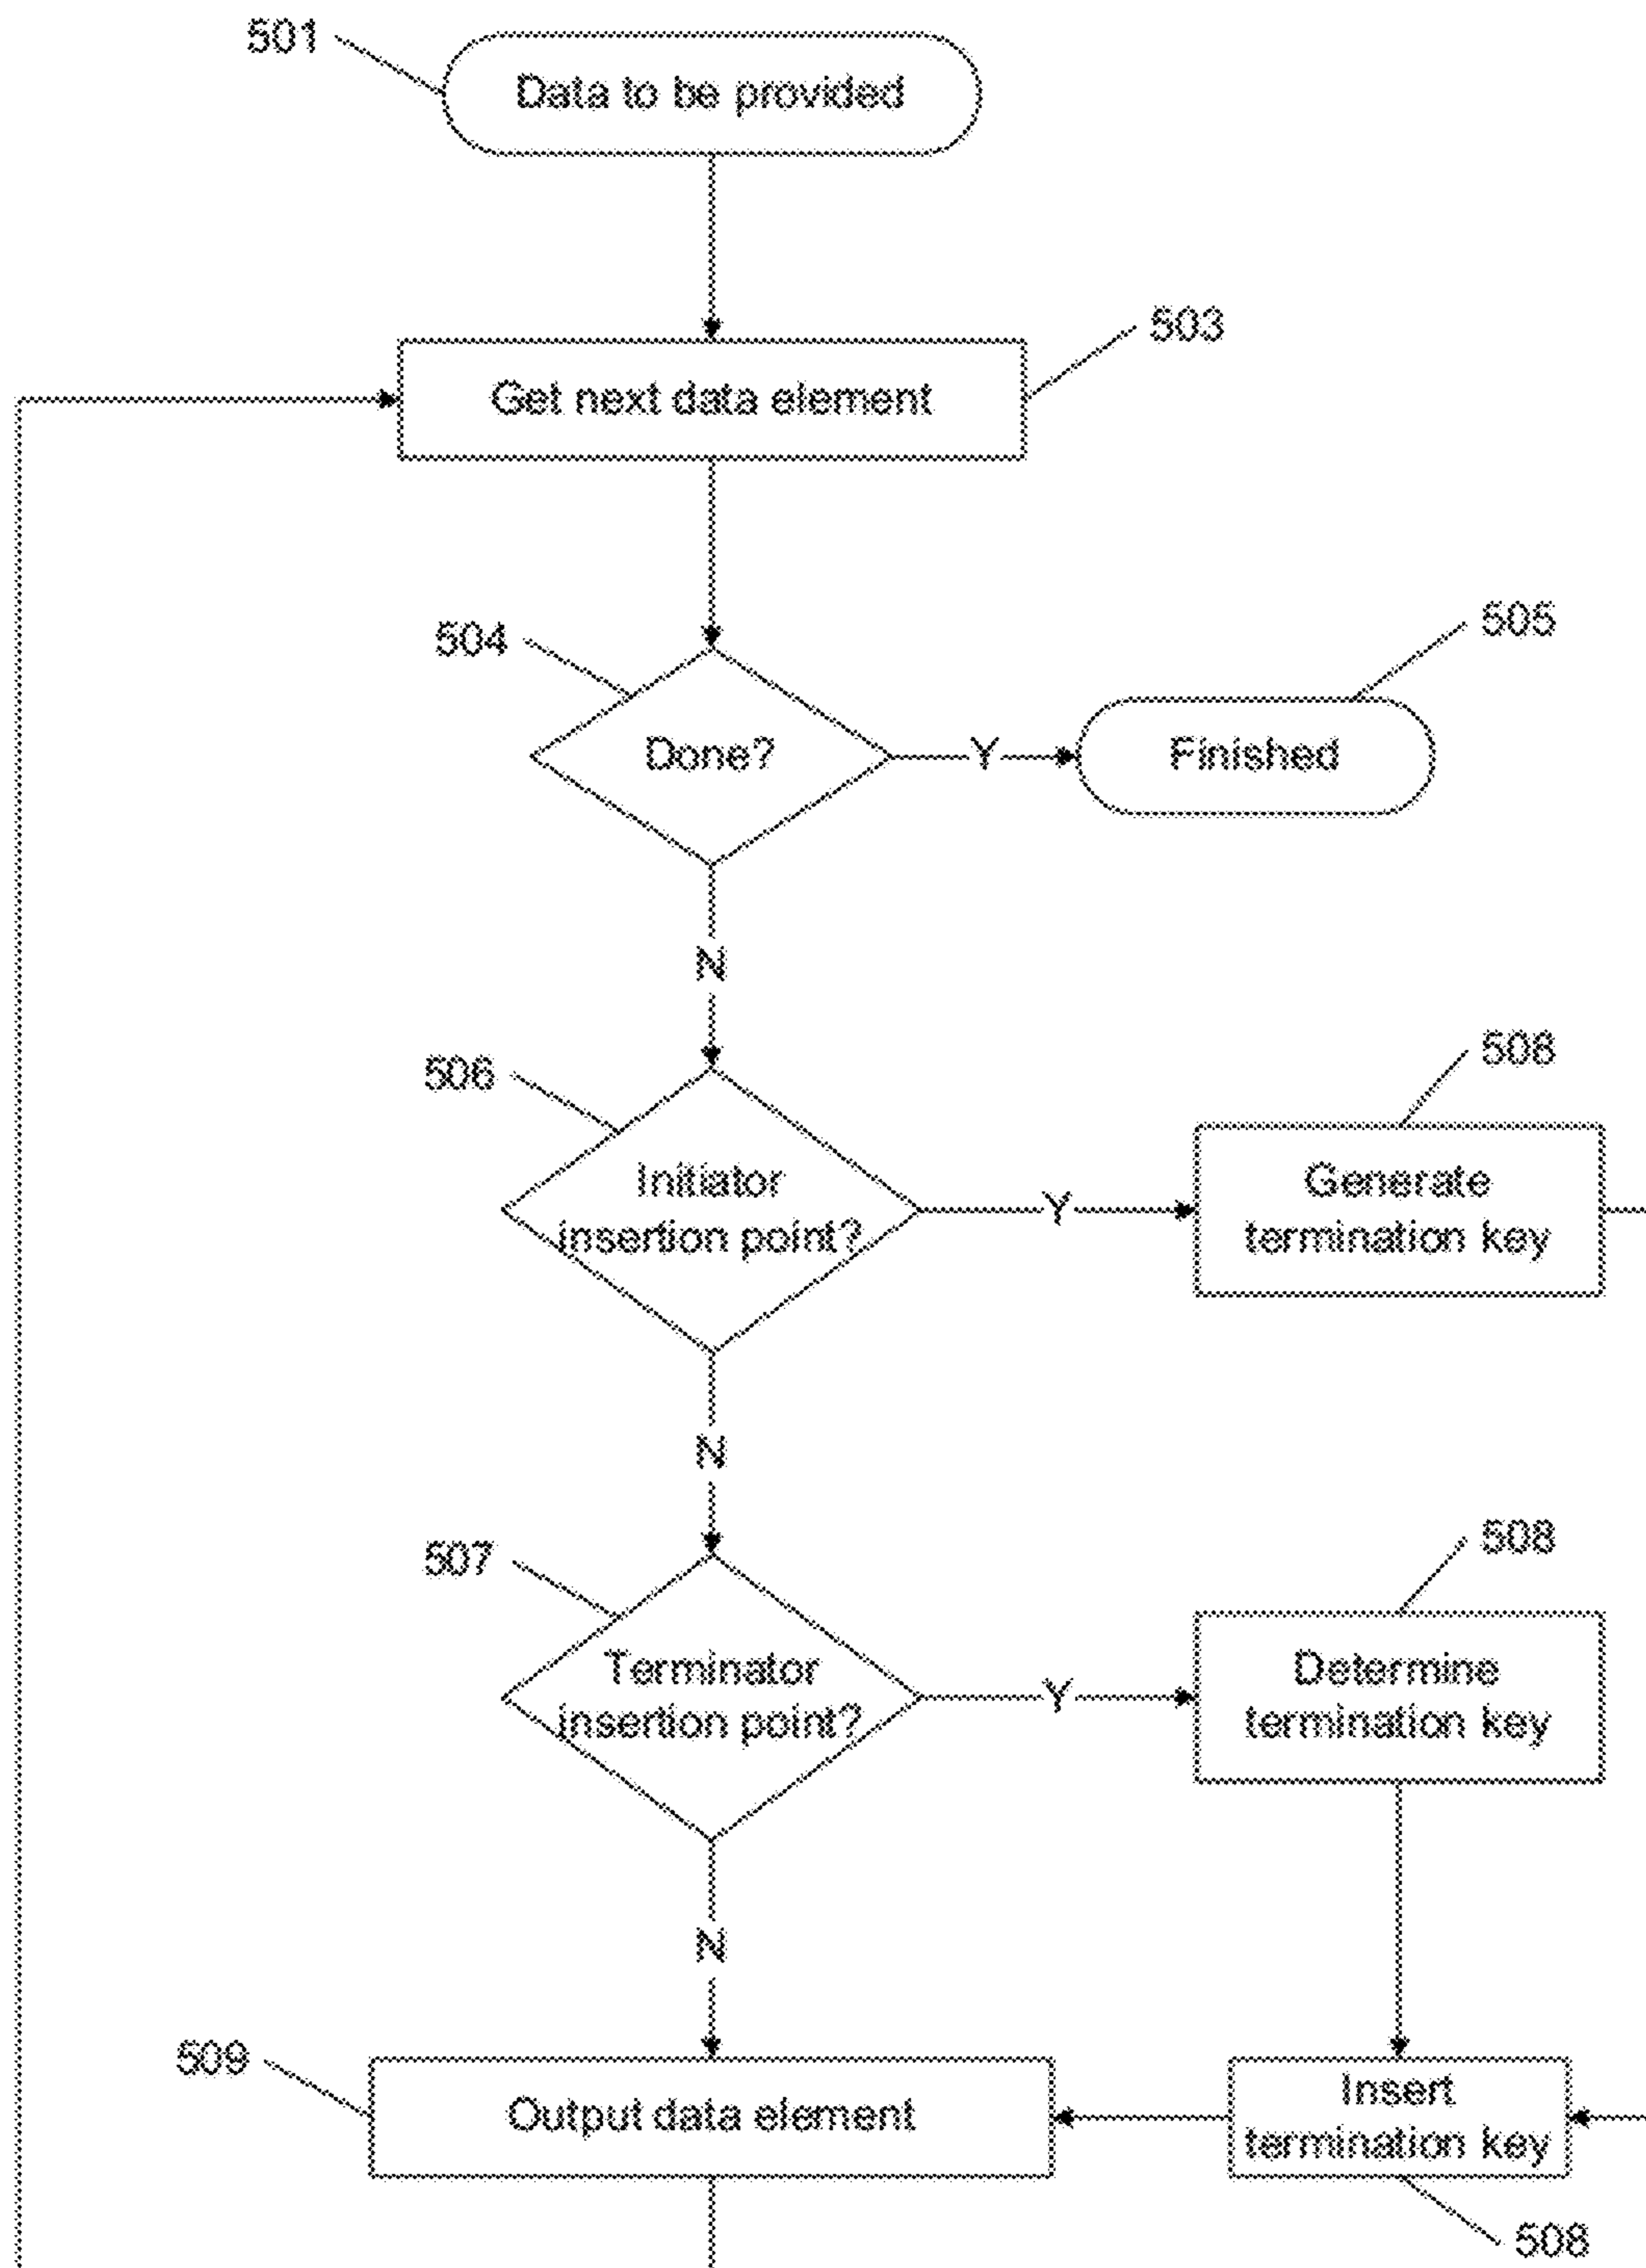 501
Data to be provided
503
Get next data element
504
Done?
Y
505
Finished
N
506
Initiator
insertion point?
Y
508
Generate
termination key
N
507
Terminator
insertion point?
Y
508
Determine
termination key
N
509
Output data element
Insert
termination key
508